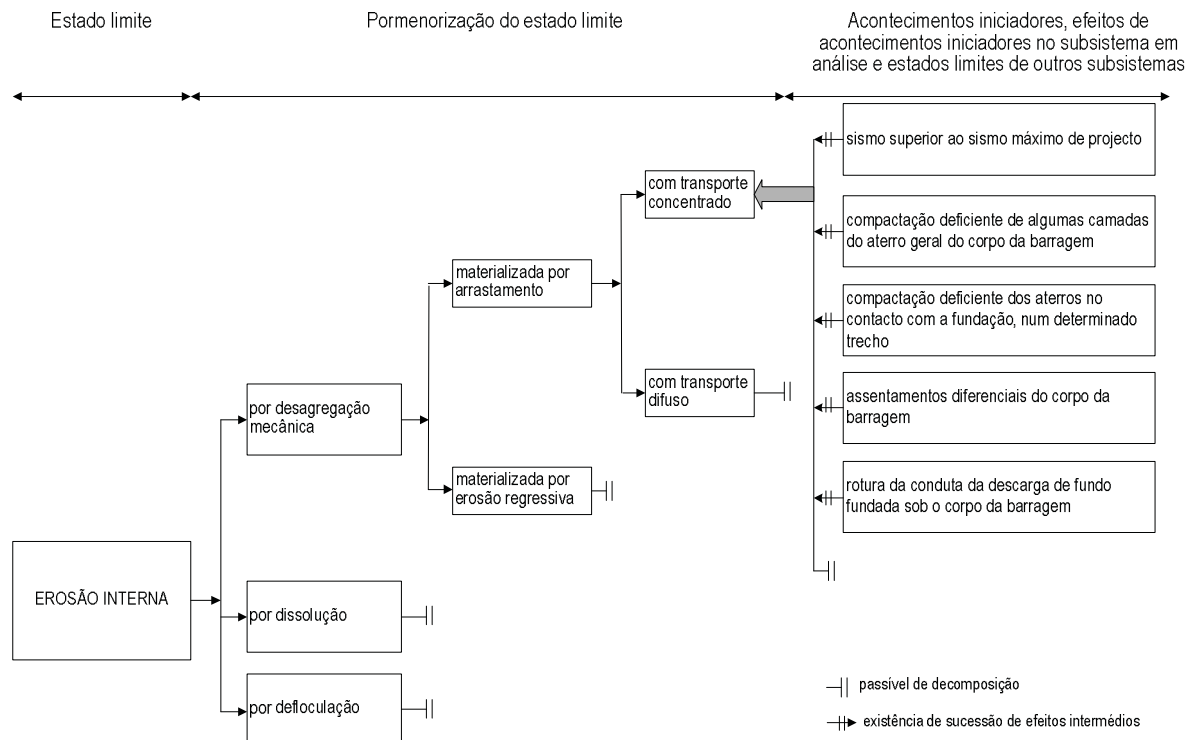 Estado limite
Pormenorização do estado limite
Acontecimentos iniciadores, efeitos de
acontecimentos iniciadores no subsistema em
análise e estados limites de outros subsistemas
sismo superior ao sismo máximo de projecto
com transporte
concentrado
compactação deficiente de algumas camadas
do aterro geral do corpo da barragem
materializada por
arrastamento
compactação deficiente dos aterros no
contacto com a fundação, num determinado
trecho
com transporte
difuso
assentamentos diferenciais do corpo da
barragem
por desagregação
mecânica
materializada por
erosão regressiva
rotura da conduta da descarga de fundo
fundada sob o corpo da barragem
EROSÃO INTERNA
por dissolução
por defloculação
passível de decomposição
existência de sucessão de efeitos intermédios